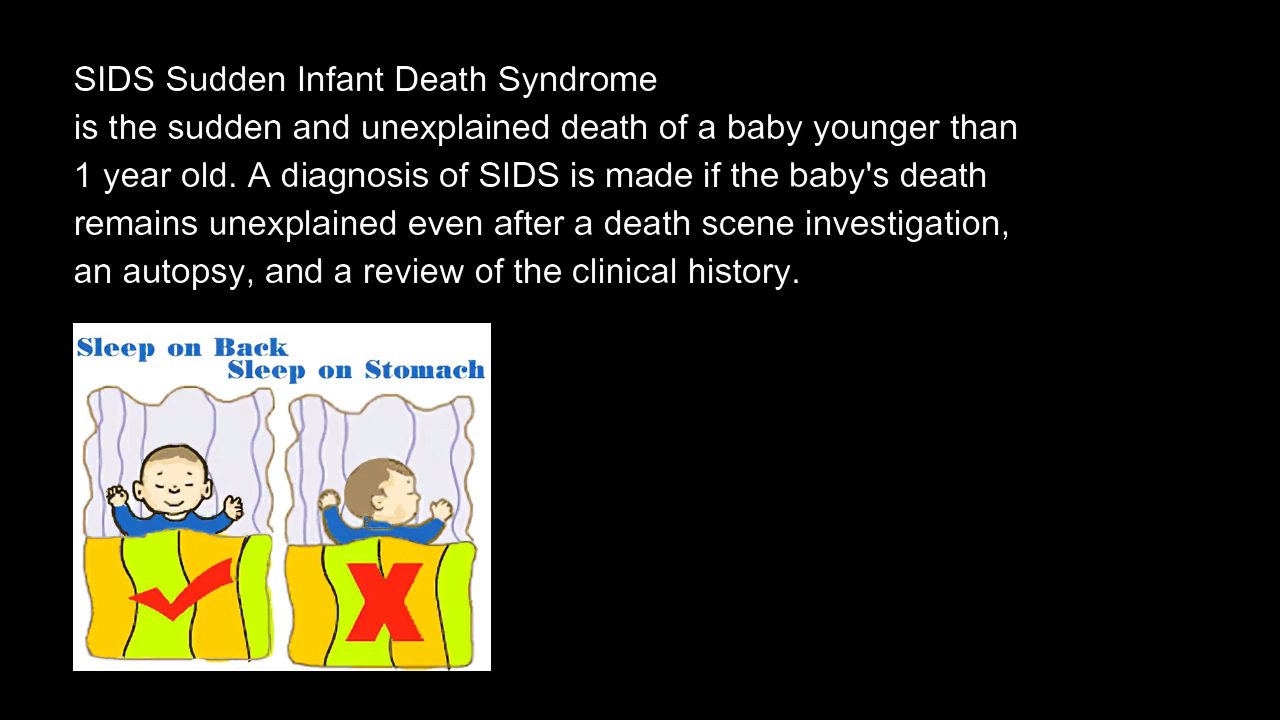 SIDS Sudden Infant Death Syndrome
is the sudden and unexplained death of a baby younger than
1 year old. A diagnosis of SIDS is made if the baby's death
remains unexplained even after a death scene investigation,
an autopsy, and a review of the clinical history.
Sleep on Back
Sleep on Stomach